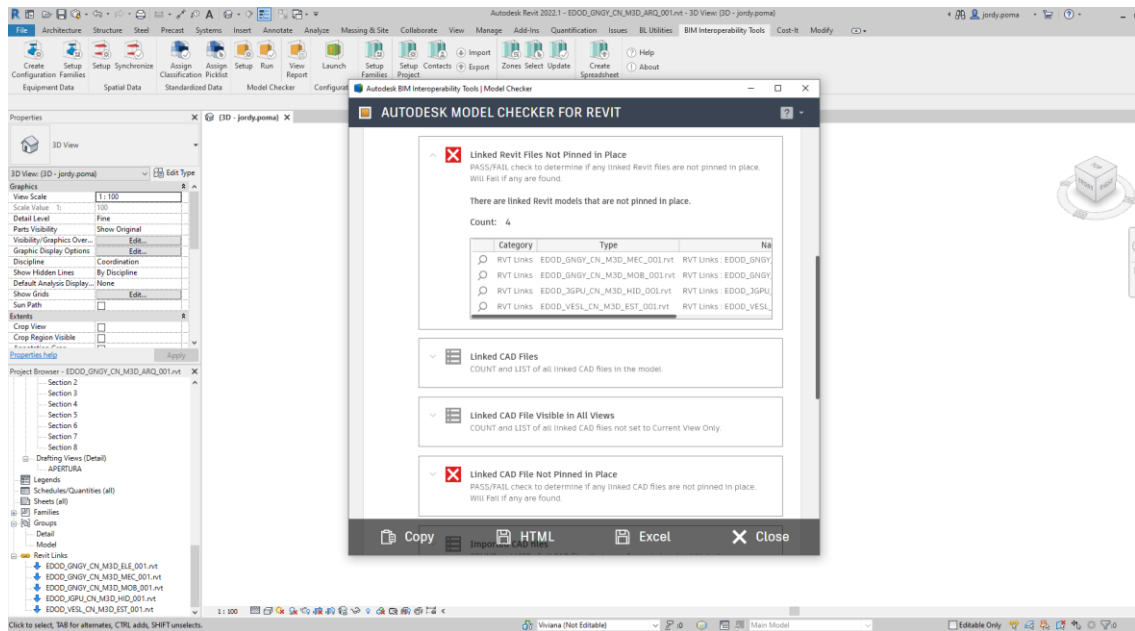 Autodesk Revit 2022.1 - EDOD_GNGY_CN_M3D_ARQ_001.rvt - 3D View: {3D - jordy.poma}
jordy.poma
File Architecture Structure Steel Precast Systems Insert Annotate Analyze Massing & Site Collaborate View Manage Add-Ins Quantification Issues BL Utilities BIM Interoperability Tools Cost-It Modify
Create Setup Setup Synchronize Assign Assign Setup Run View Launch Setup Setup Contacts Import Zones Select Update Create Help
Configuration Families Classification Picklist Report Families Project Export Spreadsheet About
Equipment Data Spatial Data Standardized Data Model Checker Configurat
Autodesk BIM Interoperability Tools | Model Checker
AUTODESK MODEL CHECKER FOR REVIT
Properties
{3D - jordy.poma}
3D View
3D View: {3D - jordy.poma} Edit Type
Graphics
View Scale 1 : 100
Scale Value 1: 100
Detail Level Fine
Parts Visibility Show Original
Visibility/Graphics Over... Edit...
Graphic Display Options Edit...
Discipline Coordination
Show Hidden Lines By Discipline
Default Analysis Display... None
Show Grids Edit...
Sun Path
Extents
Crop View
Crop Region Visible
Properties help Apply
Project Browser - EDOD_GNGY_CN_M3D_ARQ_001.rvt
Section 2
Section 3
Section 4
Section 5
Section 6
Section 7
Section 8
Drafting Views (Detail)
APERTURA
Legends
Schedules/Quantities (all)
Sheets (all)
Families
Groups
Detail
Model
Revit Links
EDOD_GNGY_CN_M3D_ELE_001.rvt
EDOD_GNGY_CN_M3D_MEC_001.rvt
EDOD_GNGY_CN_M3D_MOB_001.rvt
EDOD_JGPU_CN_M3D_HID_001.rvt
EDOD_VESL_CN_M3D_EST_001.rvt
Linked Revit Files Not Pinned in Place
PASS/FAIL check to determine if any linked Revit files are not pinned in place.
Will Fail if any are found.
There are linked Revit models that are not pinned in place.
Count: 4
Category Type Na
RVT Links EDOD_GNGY_CN_M3D_MEC_001.rvt RVT Links : EDOD_GNGY_
RVT Links EDOD_GNGY_CN_M3D_MOB_001.rvt RVT Links : EDOD_GNGY_
RVT Links EDOD_JGPU_CN_M3D_HID_001.rvt RVT Links : EDOD_JGPU_
RVT Links EDOD_VESL_CN_M3D_EST_001.rvt RVT Links : EDOD_VESL_
Linked CAD Files
COUNT and LIST of all linked CAD files in the model.
Linked CAD File Visible in All Views
COUNT and LIST of all linked CAD files not set to Current View Only.
Linked CAD File Not Pinned in Place
PASS/FAIL check to determine if any linked CAD files are not pinned in place.
Will Fail if any are found.
Imported CAD files
Copy HTML Excel Close
TOP
FRONT
1 : 100
Click to select, TAB for alternates, CTRL adds, SHIFT unselects.
Viviana (Not Editable) :0 Main Model Editable Only :0